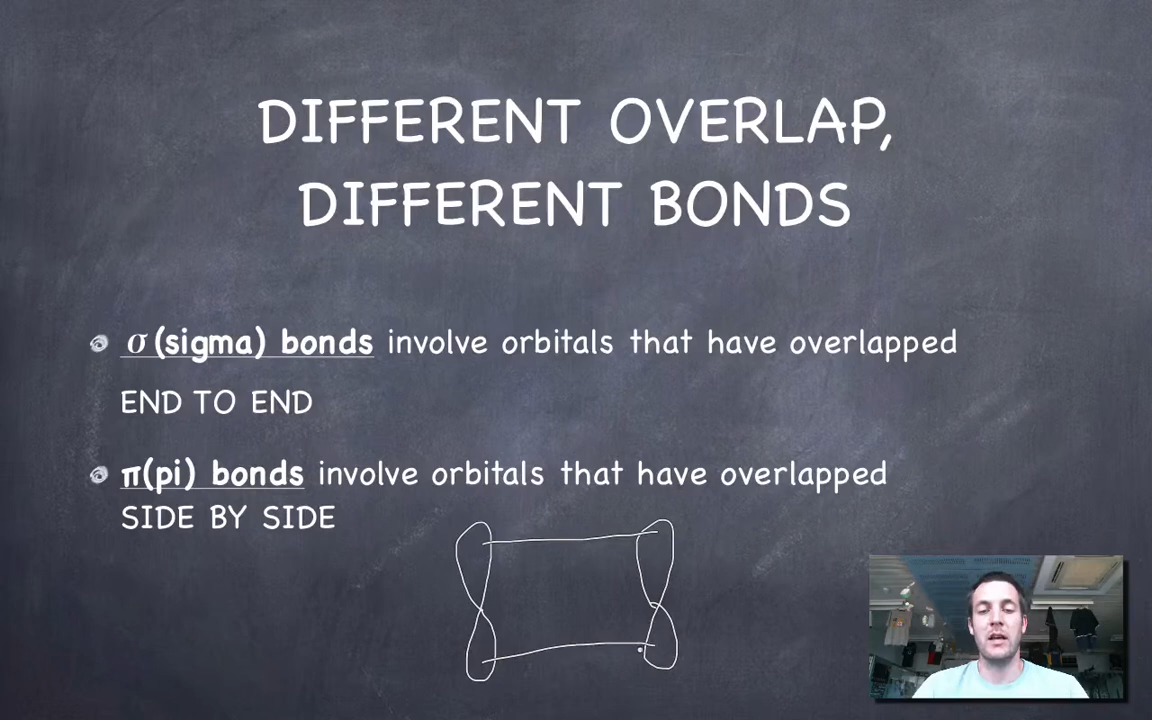 DIFFERENT OVERLAP,
DIFFERENT BONDS
σ (sigma) bonds involve orbitals that have overlapped
END TO END
π(pi) bonds involve orbitals that have overlapped
SIDE BY SIDE